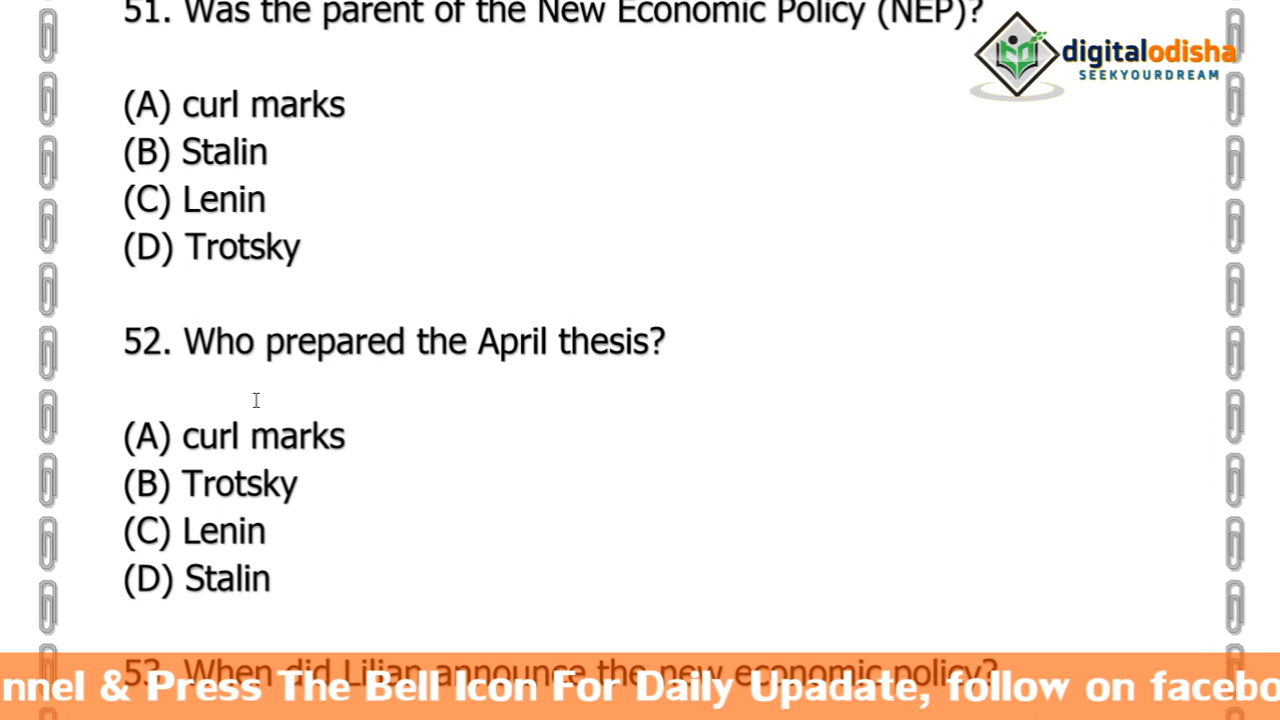 51. Was the parent of the New Economic Policy (NEP)?
digitalodisha
SEEKYOURDREAM
(A) curl marks
(B) Stalin
(C) Lenin
(D) Trotsky
52. Who prepared the April thesis?
(A) curl marks
(B) Trotsky
(C) Lenin
(D) Stalin
53. When did Lilian announce the new economic policy?
nnel & Press The Bell Icon For Daily Upadate, follow on facebo